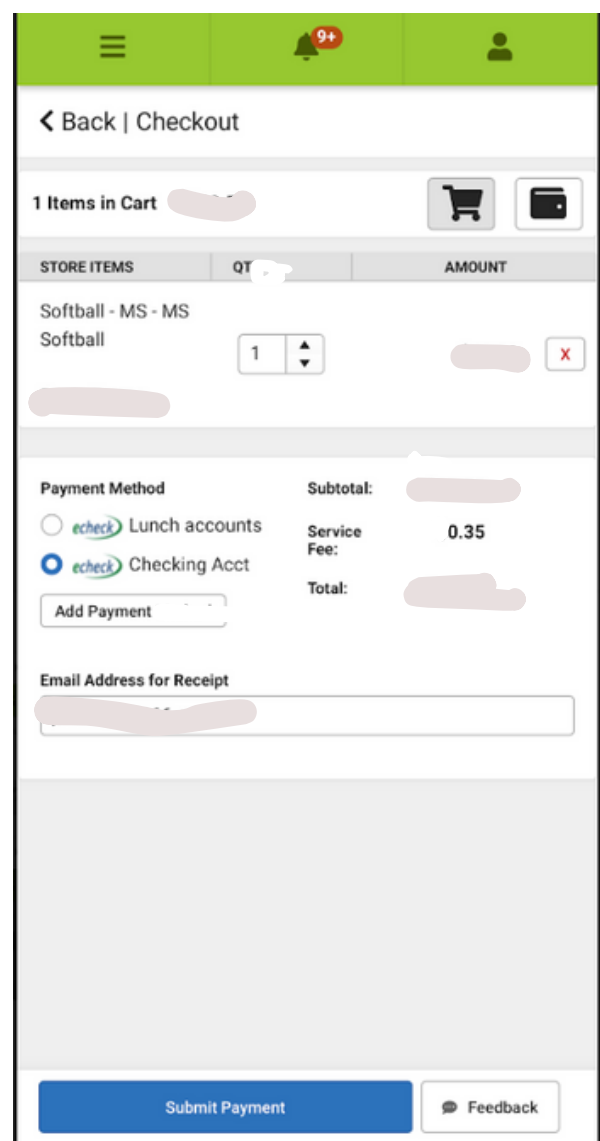 9+
Back | Checkout
1 Items in Cart
STORE ITEMS QT AMOUNT
Softball - MS - MS
Softball
1 X
Payment Method Subtotal:
echeck Lunch accounts
Service Fee: 0.35
echeck Checking Acct
Total:
Add Payment
Email Address for Receipt
Submit Payment Feedback